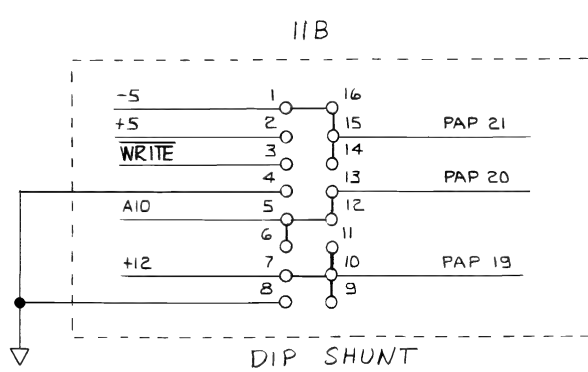 11B
-5 1 16
+5 2 15 PAP 21
WRITE 3 14
4 13 PAP 20
A10 5 12
6 11
+12 7 10 PAP 19
8 9
DIP SHUNT